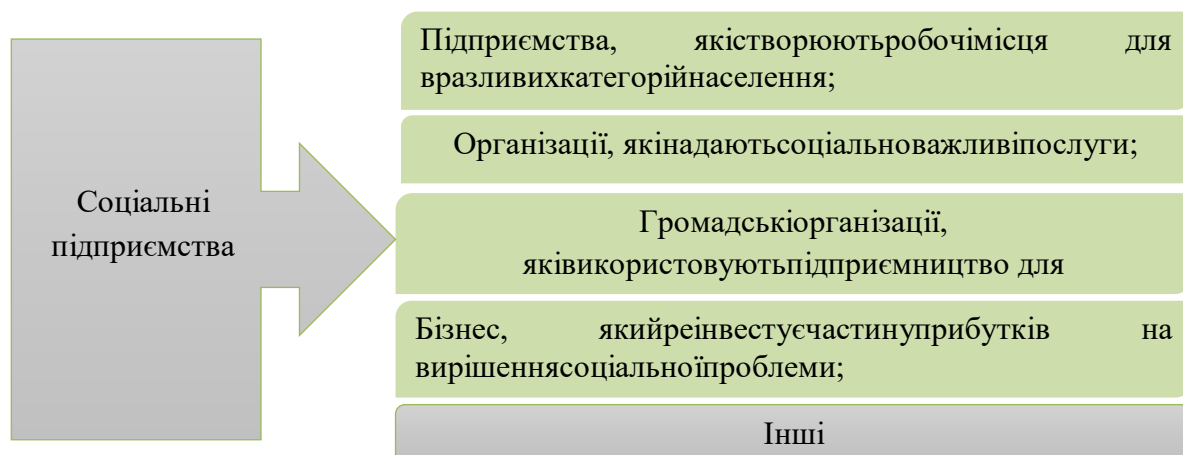 Соціальні
підприємства
Підприємства, якістворюютьробочімісця для
вразливихкатегорійнаселення;
Організації, якінадаютьсоціальноважливіпослуги;
Громадськіорганізації,
яківикористовуютьпідприємництво для
Бізнес, якийреінвестуєчастинуприбутків на
вирішеннясоціальноїпроблеми;
Інші